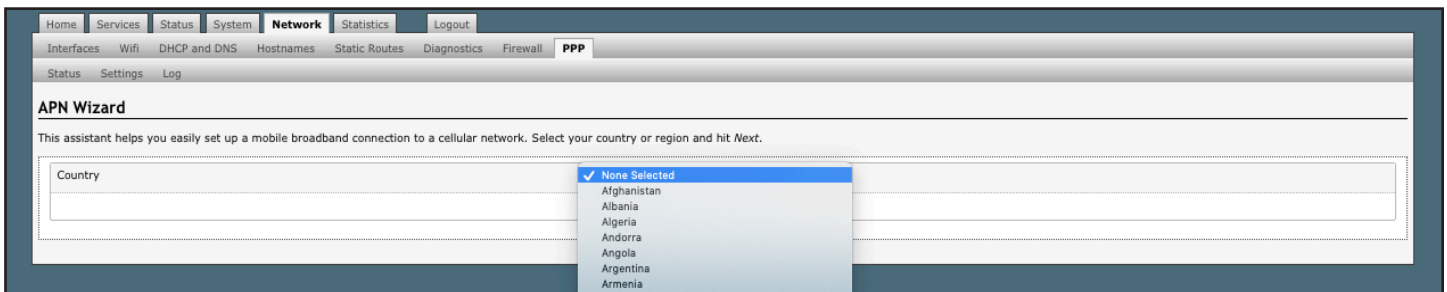 Home Services Status System Network Statistics Logout
Interfaces Wifi DHCP and DNS Hostnames Static Routes Diagnostics Firewall PPP
Status Settings Log
APN Wizard
This assistant helps you easily set up a mobile broadband connection to a cellular network. Select your country or region and hit Next.
Country
✓ None Selected
Afghanistan
Albania
Algeria
Andorra
Angola
Argentina
Armenia